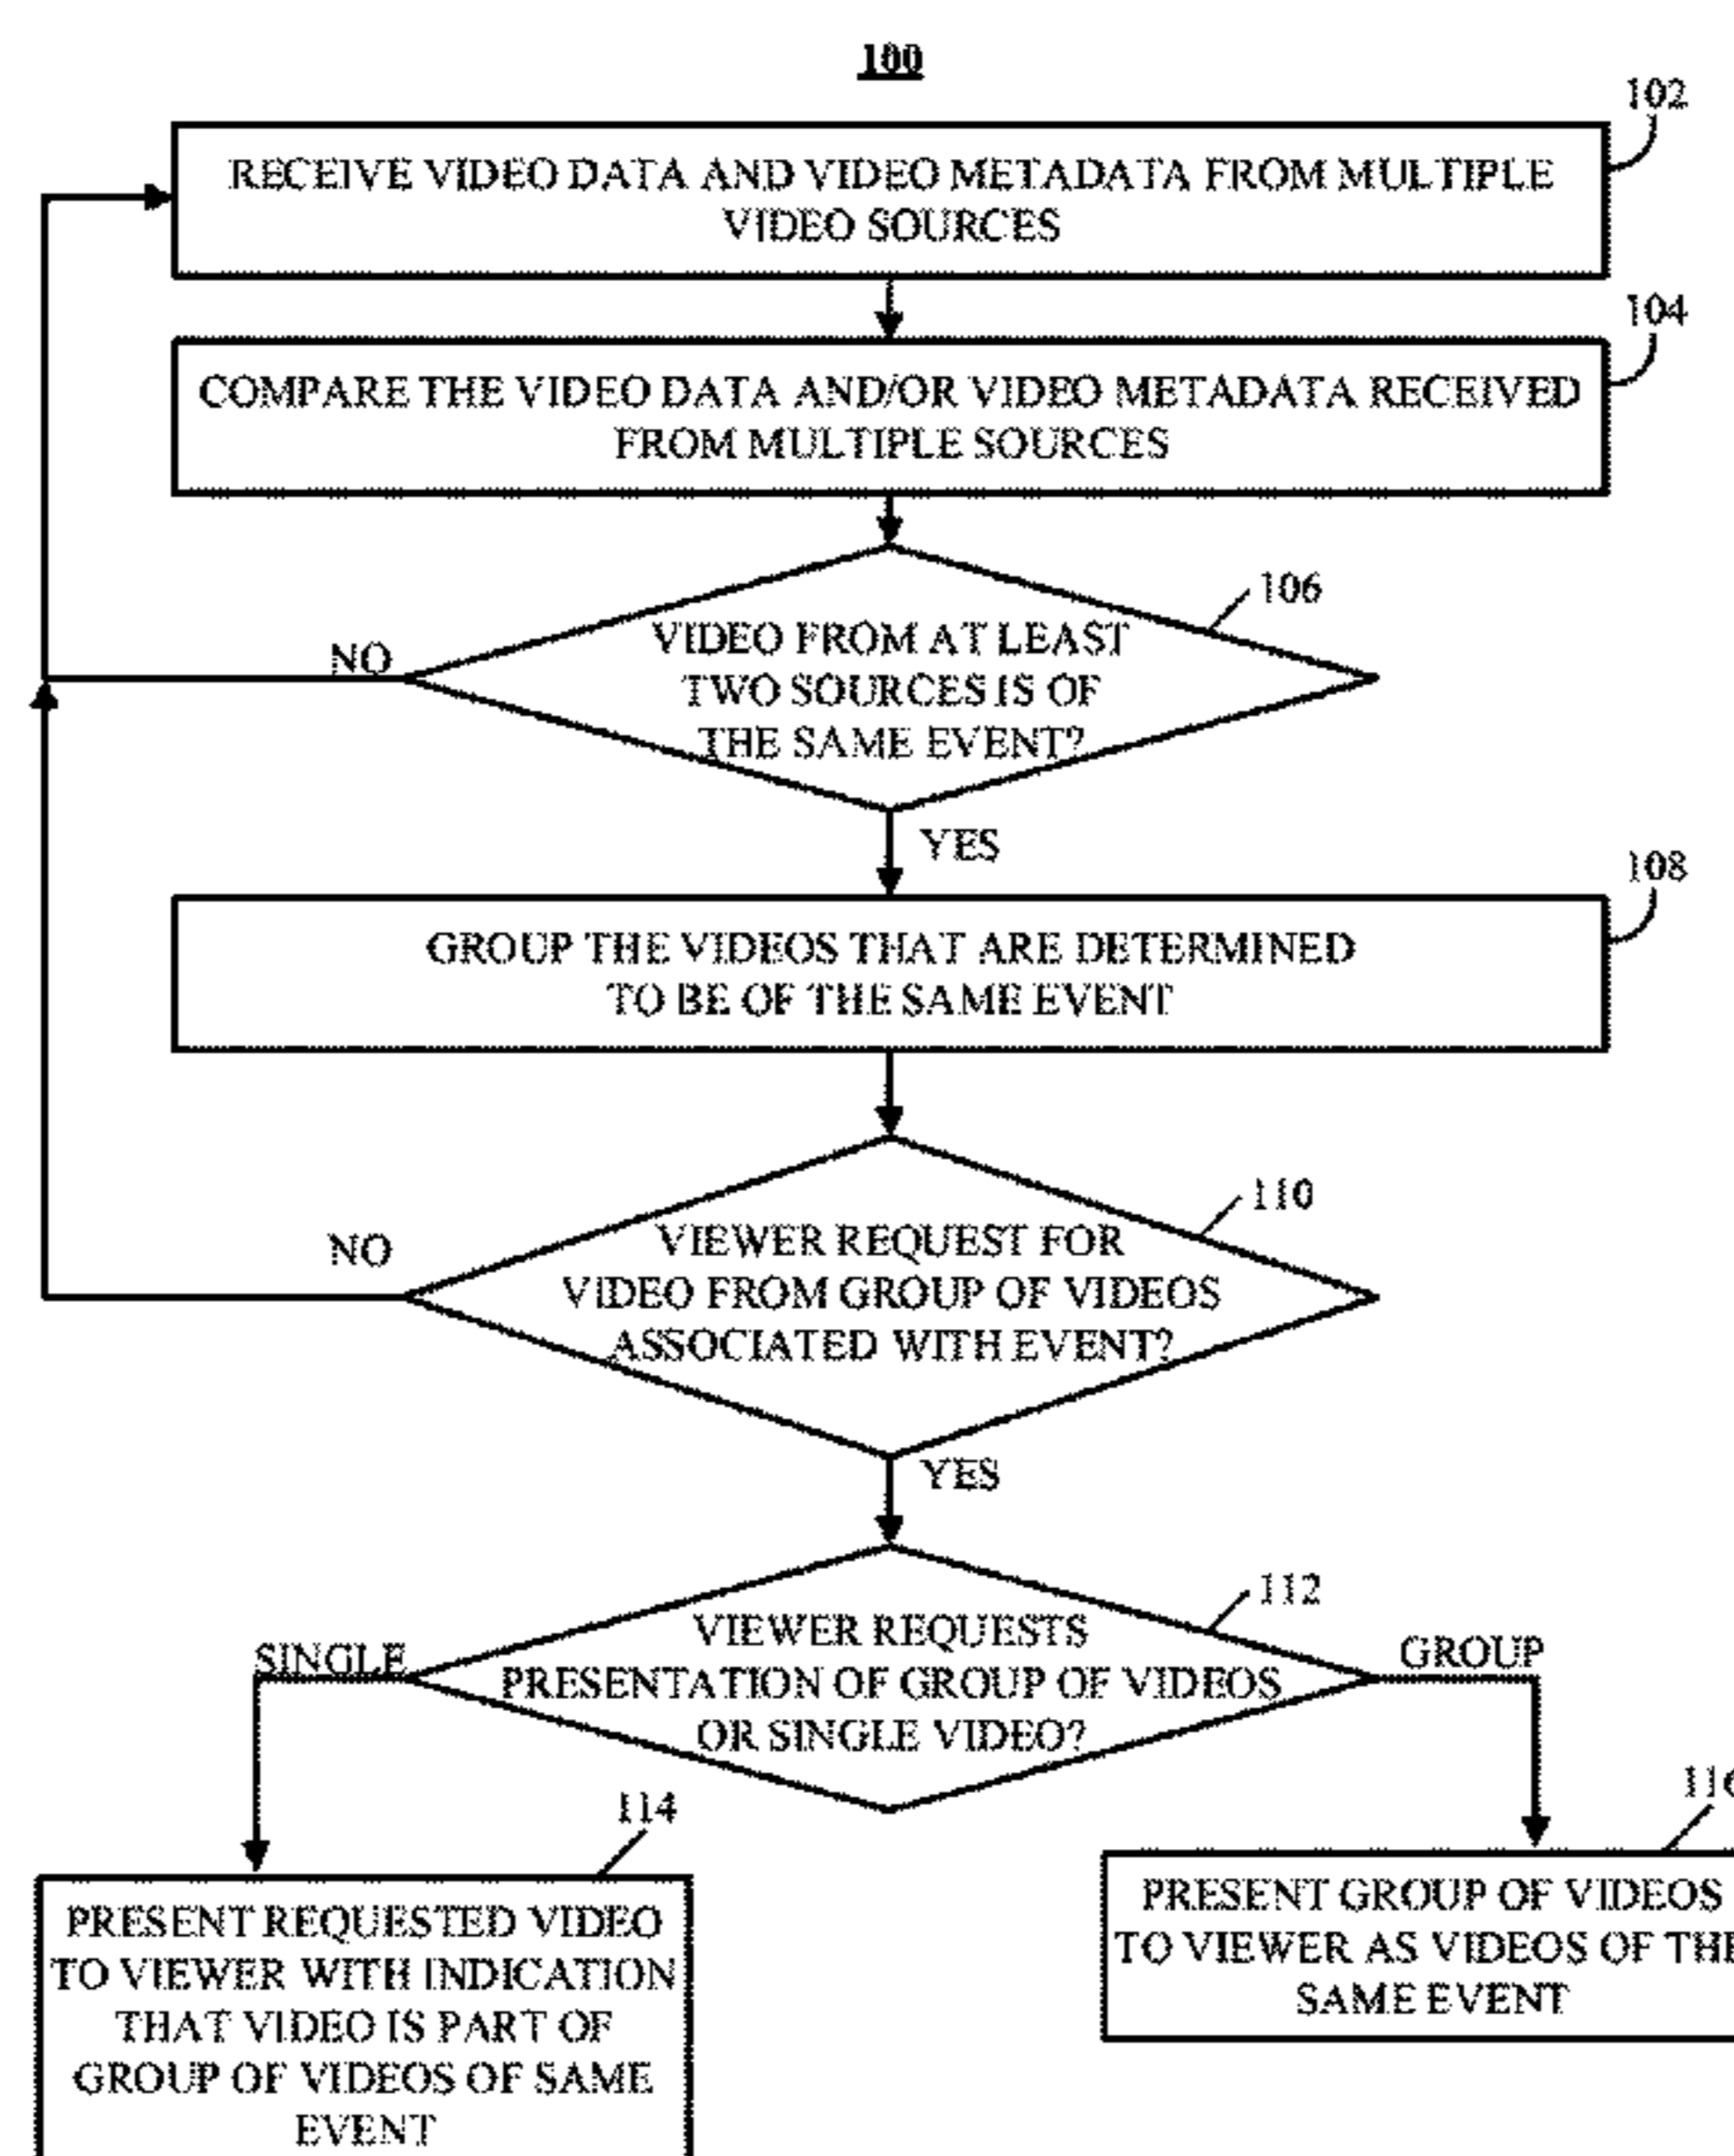 100
102
RECEIVE VIDEO DATA AND VIDEO METADATA FROM MULTIPLE
VIDEO SOURCES
104
COMPARE THE VIDEO DATA AND/OR VIDEO METADATA RECEIVED
FROM MULTIPLE SOURCES
106
VIDEO FROM AT LEAST
TWO SOURCES IS OF
THE SAME EVENT?
NO
YES
108
GROUP THE VIDEOS THAT ARE DETERMINED
TO BE OF THE SAME EVENT
110
VIEWER REQUEST FOR
VIDEO FROM GROUP OF VIDEOS
ASSOCIATED WITH EVENT?
NO
YES
112
VIEWER REQUESTS
PRESENTATION OF GROUP OF VIDEOS
OR SINGLE VIDEO?
SINGLE
GROUP
114
PRESENT REQUESTED VIDEO
TO VIEWER WITH INDICATION
THAT VIDEO IS PART OF
GROUP OF VIDEOS OF SAME
EVENT
116
PRESENT GROUP OF VIDEOS
TO VIEWER AS VIDEOS OF THE
SAME EVENT